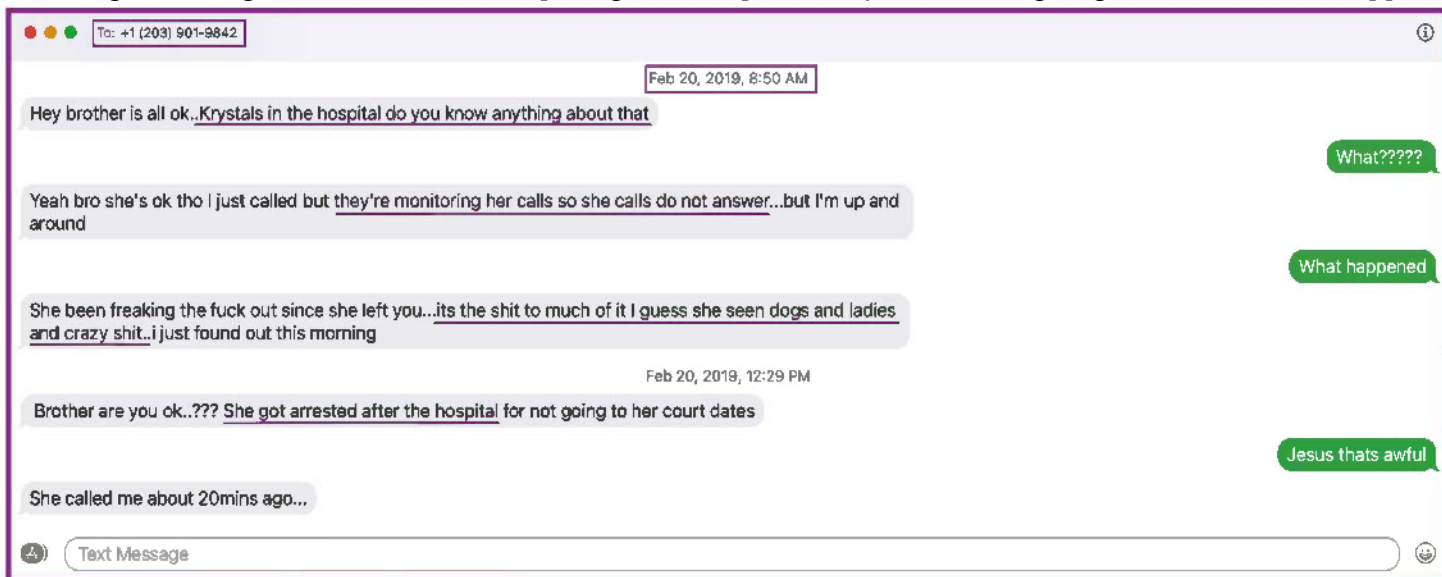 To: +1 (203) 901-9842
Feb 20, 2019, 8:50 AM
Hey brother is all ok..Krystals in the hospital do you know anything about that
What?????
Yeah bro she's ok tho I just called but they're monitoring her calls so she calls do not answer...but I'm up and
around
What happened
She been freaking the fuck out since she left you...its the shit to much of it I guess she seen dogs and ladies
and crazy shit..i just found out this morning
Feb 20, 2019, 12:29 PM
Brother are you ok..??? She got arrested after the hospital for not going to her court dates
Jesus thats awful
She called me about 20mins ago...
Text Message